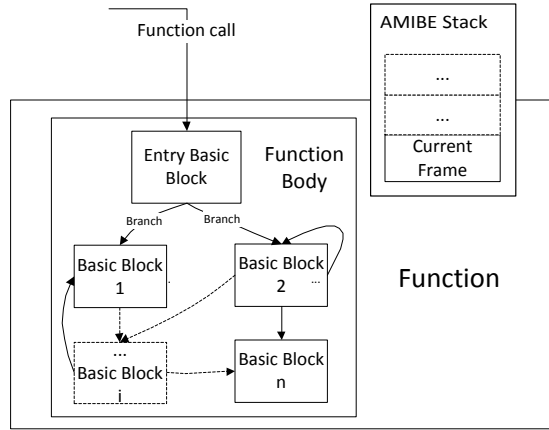 AMIBE Stack
Function call
...
...
Current
Frame
Entry Basic
Block
Function
Body
Branch
Branch
Basic Block
1
.
Basic Block
2
...
Function
...
Basic Block
i
Basic Block
n